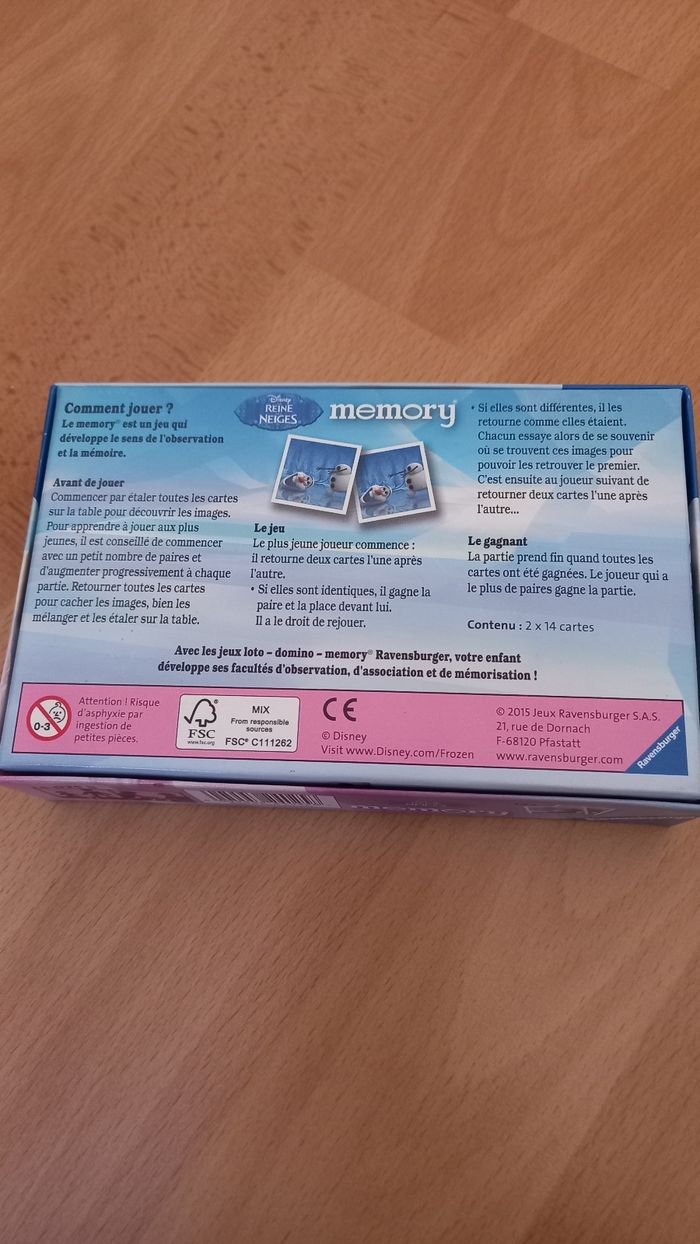 Comment jouer ?
Le memory® est un jeu qui
développe le sens de l'observation
et la mémoire.
Avant de jouer
Commencer par étaler toutes les cartes
sur la table pour découvrir les images.
Pour apprendre à jouer aux plus
jeunes, il est conseillé de commencer
avec un petit nombre de paires et
d'augmenter progressivement à chaque
partie. Retourner toutes les cartes
pour cacher les images, bien les
mélanger et les étaler sur la table.
Disney
REINE
NEIGES
memory®
Le jeu
Le plus jeune joueur commence :
il retourne deux cartes l'une après
l'autre.
• Si elles sont identiques, il gagne la
paire et la place devant lui.
Il a le droit de rejouer.
• Si elles sont différentes, il les
retourne comme elles étaient.
Chacun essaye alors de se souvenir
où se trouvent ces images pour
pouvoir les retrouver le premier.
C'est ensuite au joueur suivant de
retourner deux cartes l'une après
l'autre...
Le gagnant
La partie prend fin quand toutes les
cartes ont été gagnées. Le joueur qui a
le plus de paires gagne la partie.
Contenu : 2 x 14 cartes
Avec les jeux loto – domino – memory® Ravensburger, votre enfant
développe ses facultés d'observation, d'association et de mémorisation !
0-3
Attention ! Risque
d'asphyxie par
ingestion de
petites pièces.
FSC
www.fsc.org
MIX
From responsible
sources
FSC® C111262
CE
© Disney
Visit www.Disney.com/Frozen
© 2015 Jeux Ravensburger S.A.S.
21, rue de Dornach
F-68120 Pfastatt
www.ravensburger.com
Ravensburger
memory